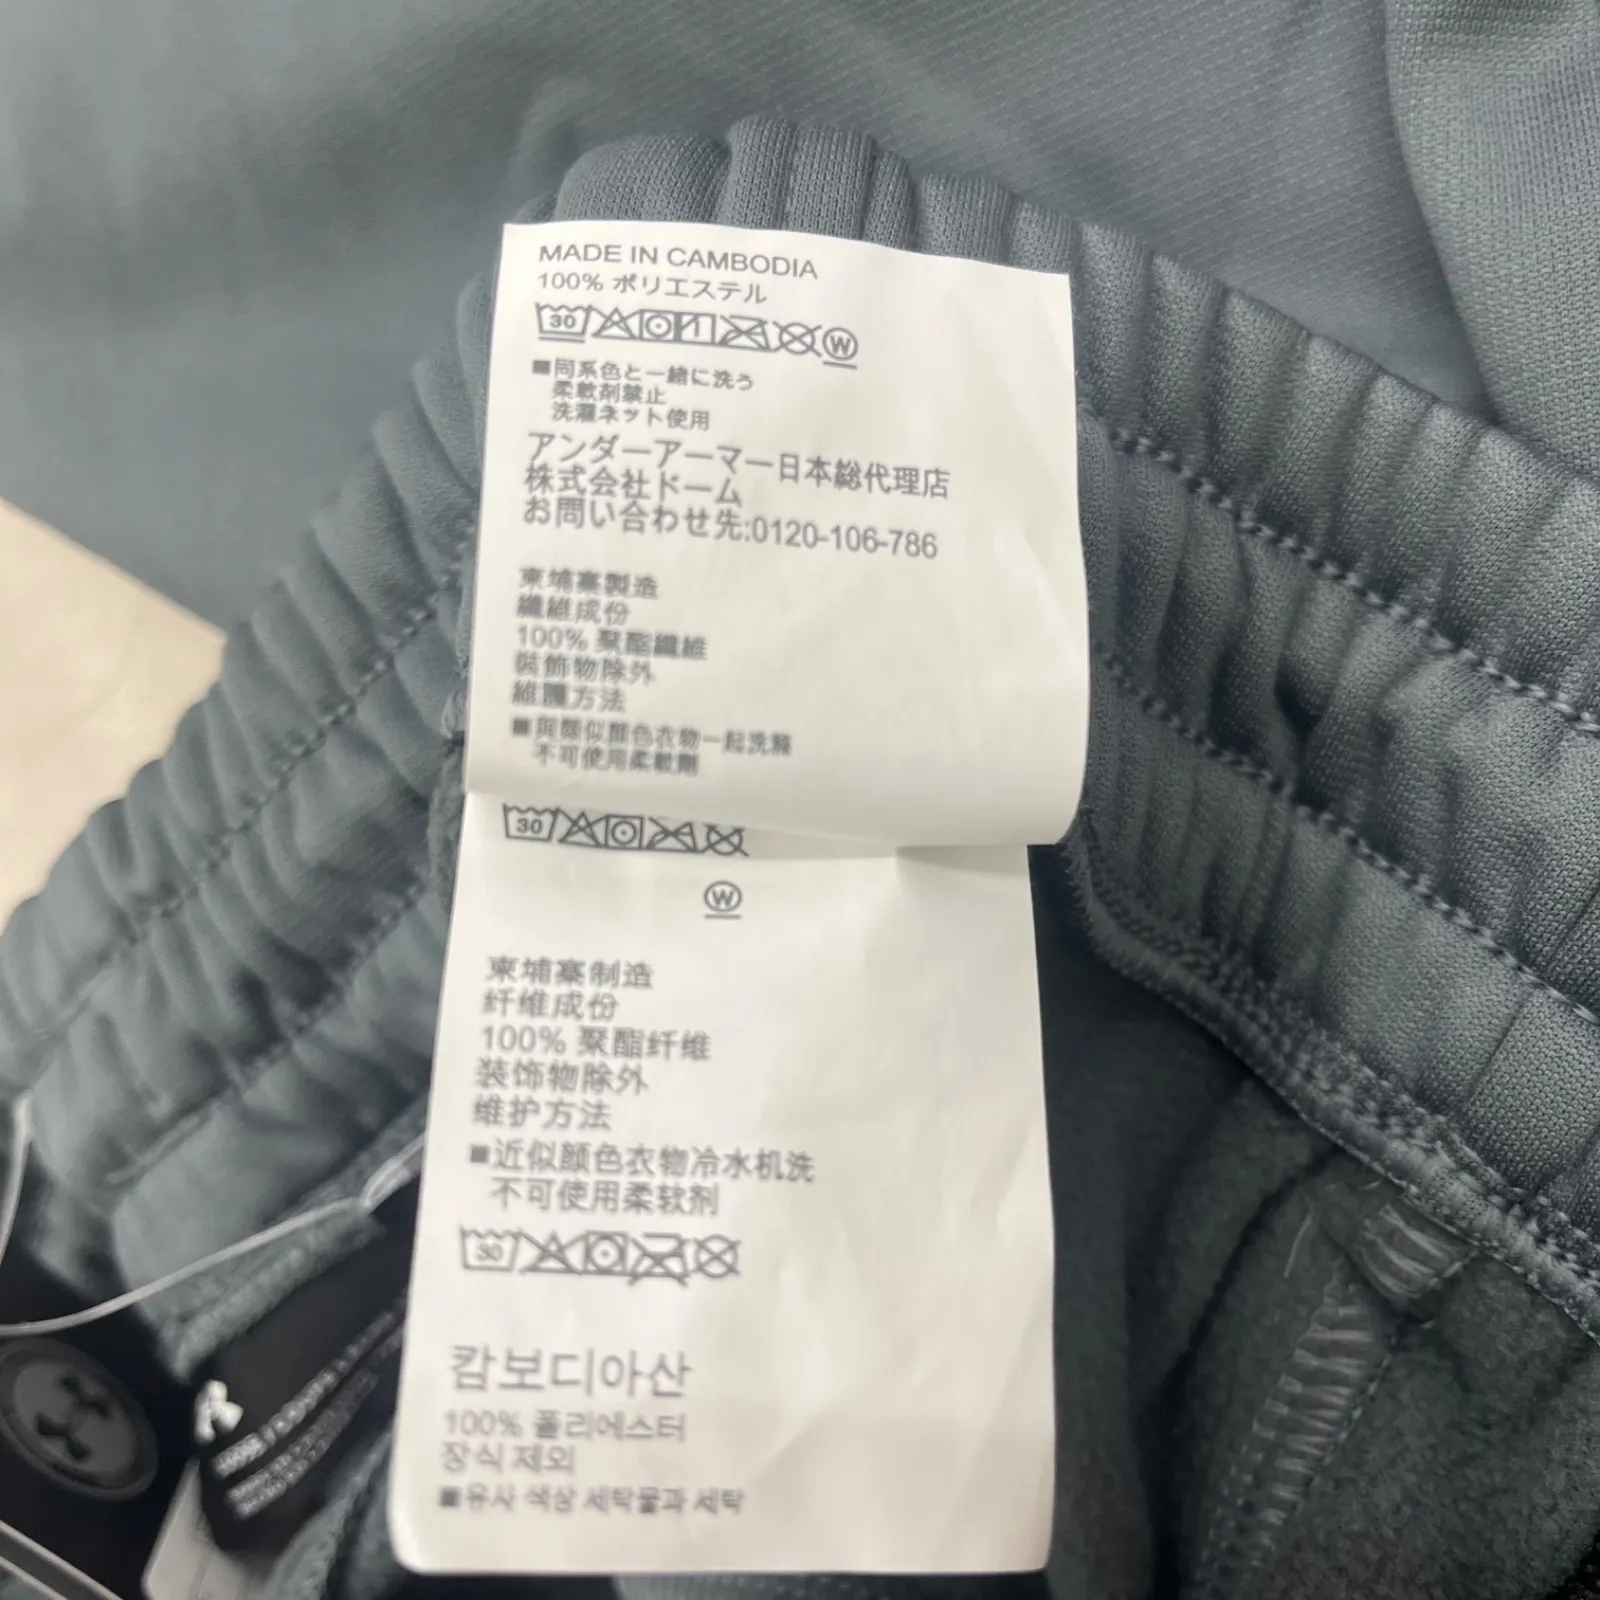 MADE IN CAMBODIA
100% ポリエステル
30
W
■同系色と一緒に洗う
柔軟剤禁止
洗濯ネット使用
アンダーアーマー日本総代理店
株式会社ドーム
お問い合わせ先:0120-106-786
柬埔寨製造
纖維成份
100% 聚酯纖維
裝飾物除外
維護方法
■與類似顏色衣物一起洗滌
不可使用柔軟劑
30
W
柬埔寨制造
纤维成份
100% 聚酯纤维
装饰物除外
维护方法
■近似颜色衣物冷水机洗
不可使用柔软剂
30
캄보디아산
100% 폴리에스터
장식 제외
■유사 색상 세탁물과 세탁